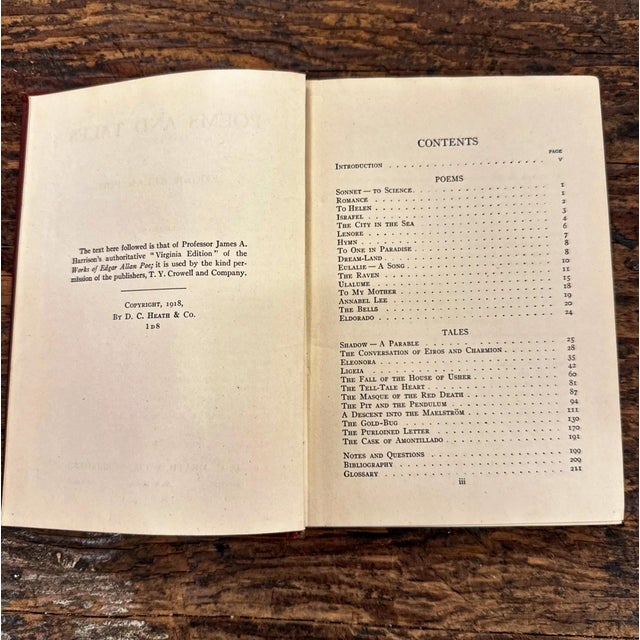 The text here followed is that of Professor James A.
Harrison's authoritative "Virginia Edition" of the
Works of Edgar Allan Poe; it is used by the kind per-
mission of the publishers, T. Y. Crowell and Company.
COPYRIGHT, 1918,
BY D. C. HEATH & CO.
1 D 8
CONTENTS
PAGE
INTRODUCTION . . . . . . . . . . . . . . . . v
POEMS
SONNET — TO SCIENCE . . . . . . . . . . . . 1
ROMANCE . . . . . . . . . . . . . . . . 1
TO HELEN . . . . . . . . . . . . . . . . 2
ISRAFEL . . . . . . . . . . . . . . . . 3
THE CITY IN THE SEA . . . . . . . . . . . . 4
LENORE . . . . . . . . . . . . . . . . 6
HYMN . . . . . . . . . . . . . . . . 7
TO ONE IN PARADISE . . . . . . . . . . . . 8
DREAM-LAND . . . . . . . . . . . . . . . . 8
EULALIE — A SONG . . . . . . . . . . . . 10
THE RAVEN . . . . . . . . . . . . . . . . 11
ULALUME . . . . . . . . . . . . . . . . 15
TO MY MOTHER . . . . . . . . . . . . . . 18
ANNABEL LEE . . . . . . . . . . . . . . 19
THE BELLS . . . . . . . . . . . . . . . . 20
ELDORADO . . . . . . . . . . . . . . . . 24
TALES
SHADOW — A PARABLE . . . . . . . . . . . . 25
THE CONVERSATION OF EIROS AND CHARMION . . . . . . 28
ELEONORA . . . . . . . . . . . . . . . . 35
LIGEIA . . . . . . . . . . . . . . . . 42
THE FALL OF THE HOUSE OF USHER . . . . . . . . 60
THE TELL-TALE HEART . . . . . . . . . . . . 81
THE MASQUE OF THE RED DEATH . . . . . . . . 87
THE PIT AND THE PENDULUM . . . . . . . . . . 94
A DESCENT INTO THE MAELSTRÖM . . . . . . . . 111
THE GOLD-BUG . . . . . . . . . . . . . . 130
THE PURLOINED LETTER . . . . . . . . . . . . 170
THE CASK OF AMONTILLADO . . . . . . . . . . 191
NOTES AND QUESTIONS . . . . . . . . . . . . 199
BIBLIOGRAPHY . . . . . . . . . . . . . . 209
GLOSSARY . . . . . . . . . . . . . . . . 211
iii